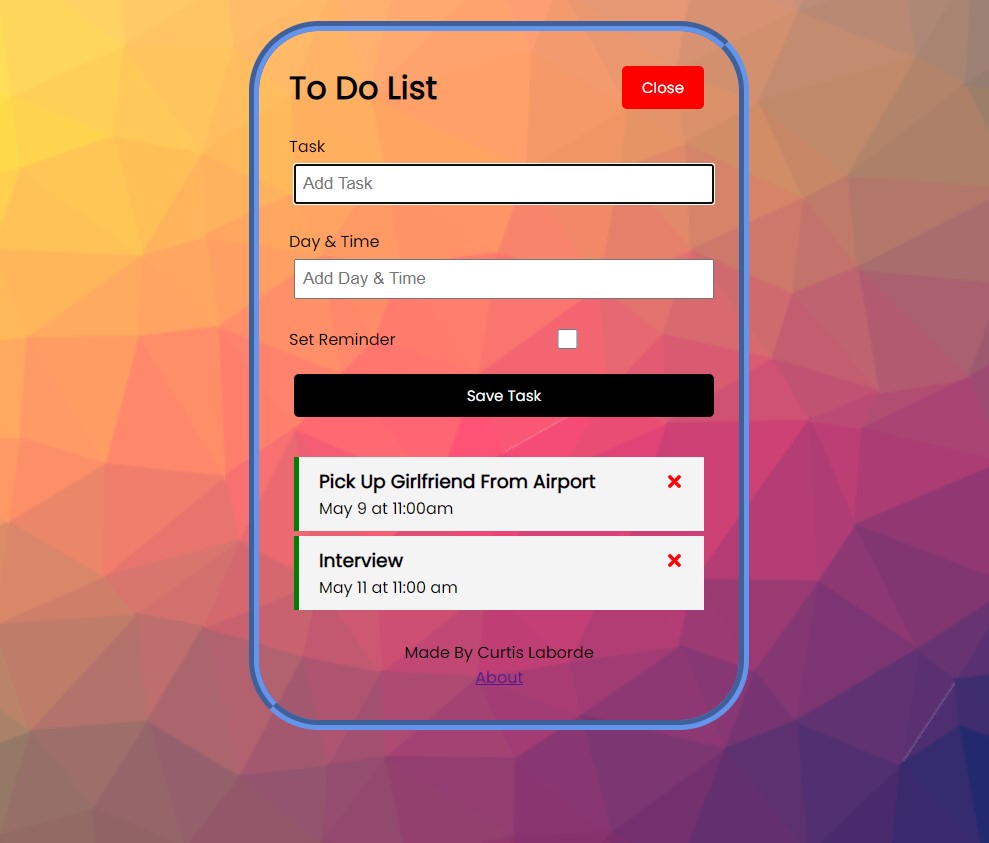 To Do List
Close
Task
Add Task
Day & Time
Add Day & Time
Set Reminder
Save Task
Pick Up Girlfriend From Airport
May 9 at 11:00am
Interview
May 11 at 11:00 am
Made By Curtis Laborde
About